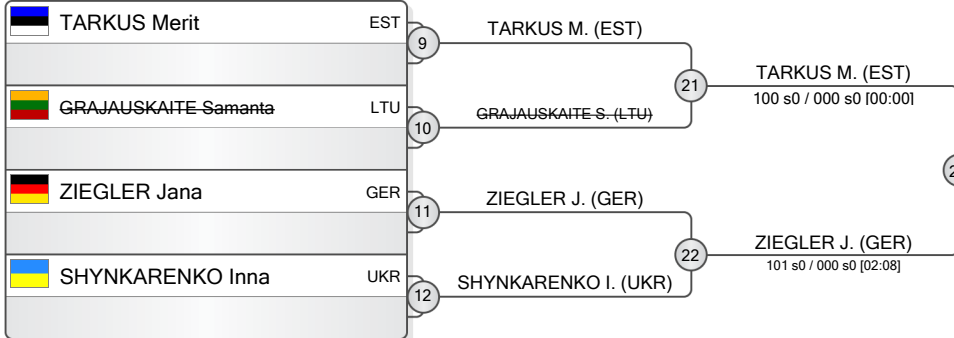 TARKUS Merit EST
9
TARKUS M. (EST)
GRAJAUSKAITE Samanta LTU
10
GRAJAUSKAITE S. (LTU)
21
TARKUS M. (EST)
100 s0 / 000 s0 [00:00]
ZIEGLER Jana GER
11
ZIEGLER J. (GER)
SHYNKARENKO Inna UKR
12
SHYNKARENKO I. (UKR)
22
ZIEGLER J. (GER)
101 s0 / 000 s0 [02:08]